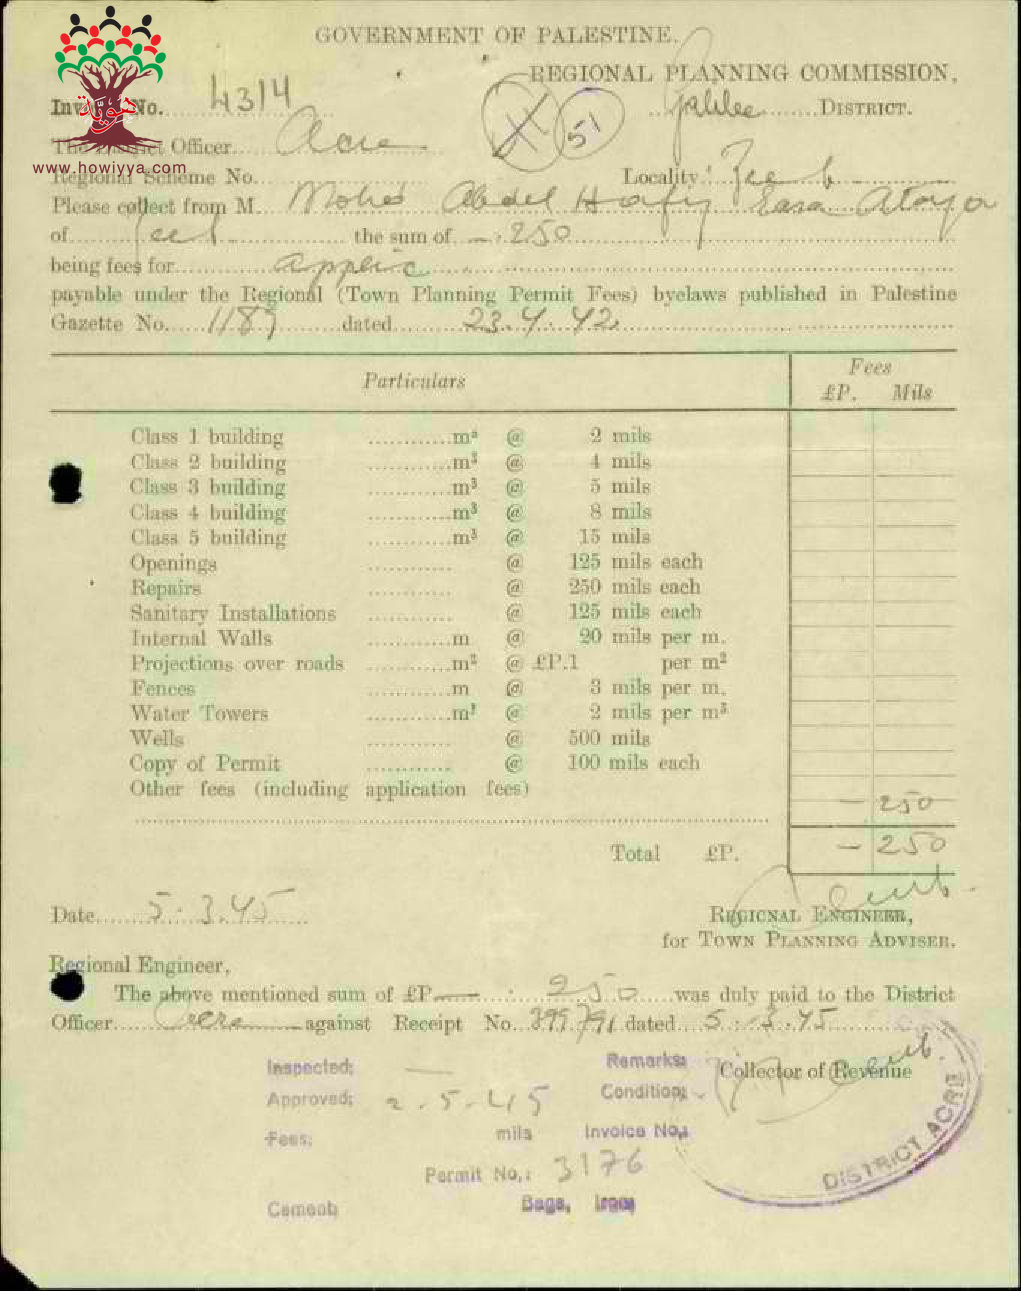 GOVERNMENT OF PALESTINE.
REGIONAL PLANNING COMMISSION,
هوية
www.howiyya.com
Invoice No. 4314
Galilee DISTRICT.
X 51
The District Officer Acre
Regional Scheme No. Locality: Zeeb
Please collect from M. Mohed Abdel Hafiz Ataya
of Zeeb the sum of — . 250
being fees for Applic
payable under the Regional (Town Planning Permit Fees) byelaws published in Palestine
Gazette No. 1187 dated 23.4.42.
Particulars Fees
£P. Mils
Class 1 building m³ @ 2 mils
Class 2 building m³ @ 4 mils
Class 3 building m³ @ 5 mils
Class 4 building m³ @ 8 mils
Class 5 building m³ @ 15 mils
Openings @ 125 mils each
Repairs @ 250 mils each
Sanitary Installations @ 125 mils each
Internal Walls m @ 20 mils per m.
Projections over roads m² @ £P.1 per m²
Fences m @ 3 mils per m.
Water Towers m³ @ 2 mils per m³
Wells @ 500 mils
Copy of Permit @ 100 mils each
Other fees (including application fees)
— 250
Total £P. — 250
Date 5.3.45
REGIONAL ENGINEER,
for TOWN PLANNING ADVISER.
Regional Engineer,
The above mentioned sum of £P — . 250 was duly paid to the District
Officer Acre against Receipt No. 399791 dated 5.3.45
Collector of Revenue
Inspected: — Remarks:
Approved: 2.5.45 Condition:
Fees: mils Invoice No.:
Permit No.: 3176
Cement: Bags, Iron:
DISTRICT ACRE